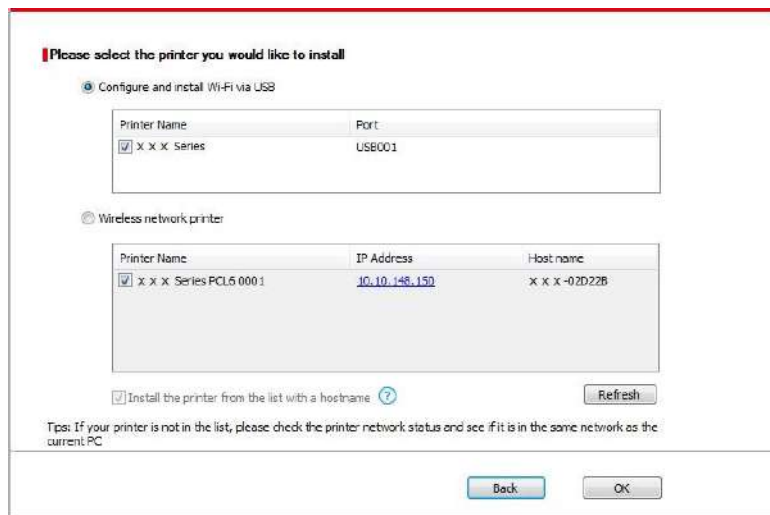 Please select the printer you would like to install
Configure and install Wi-Fi via USB
Printer Name Port
X X X Series USB001
Wireless network printer
Printer Name IP Address Host name
X X X Series PCL6 0001 10.10.148.150 X X X -02D22B
Install the printer from the list with a hostname ?
Refresh
Tips: If your printer is not in the list, please check the printer network status and see if it is in the same network as the
current PC
Back OK